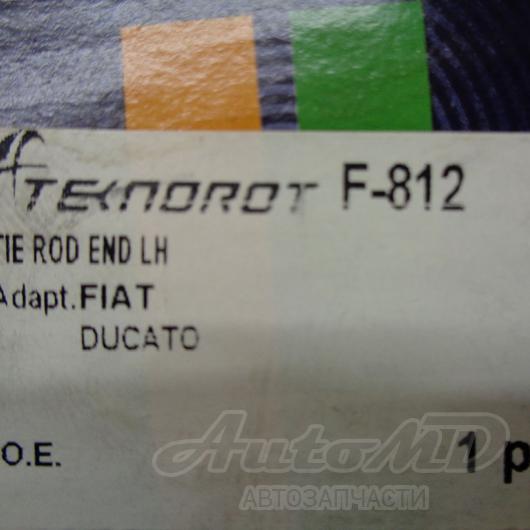 TEKNOROT F-812
TIE ROD END LH
Adapt. FIAT
DUCATO
O.E. 1 p
AutoMD
АВТОЗАПЧАСТИ